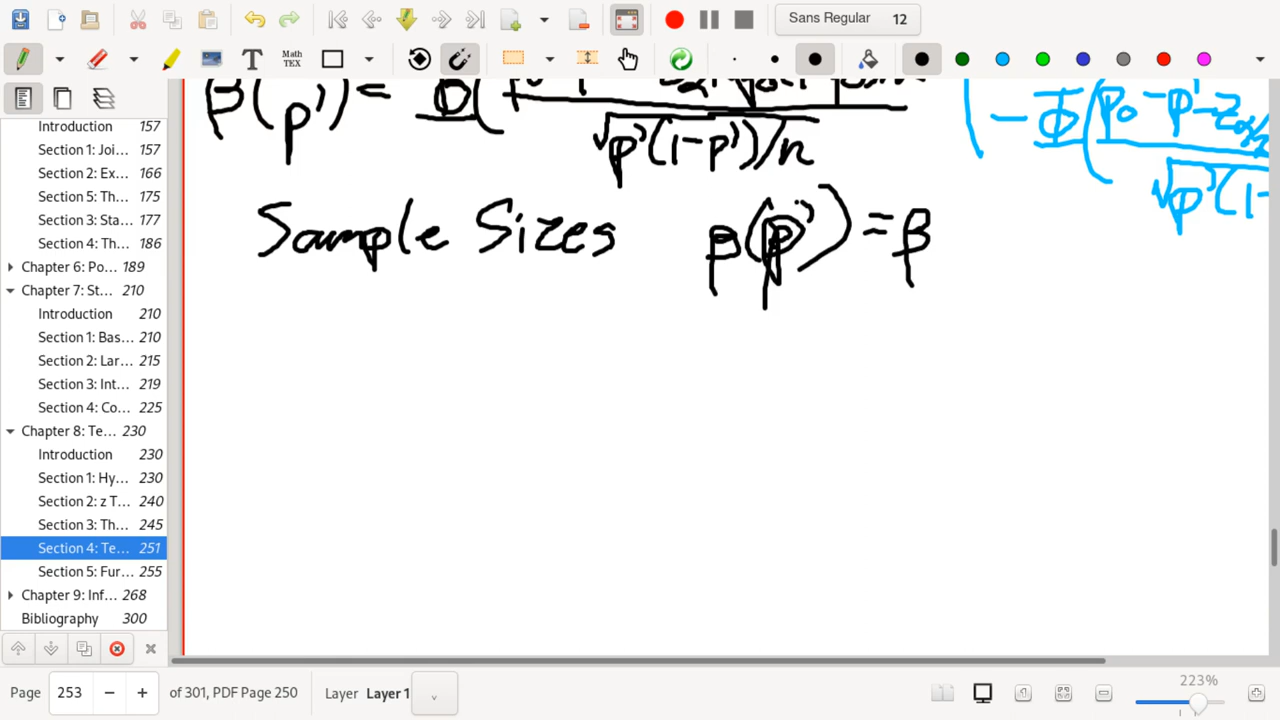 Sans Regular 12
Math
TEX
Introduction 157
Section 1: Joi... 157
Section 2: Ex... 166
Section 5: Th... 175
Section 3: Sta... 177
Section 4: Th... 186
Chapter 6: Po... 189
Chapter 7: St... 210
Introduction 210
Section 1: Bas... 210
Section 2: Lar... 215
Section 3: Int... 219
Section 4: Co... 225
Chapter 8: Te... 230
Introduction 230
Section 1: Hy... 230
Section 2: z T... 240
Section 3: Th... 245
Section 4: Te... 251
Section 5: Fur... 255
Chapter 9: Inf... 268
Bibliography 300
β(p') = Φ(
√p'(1-p')/n
- Φ(p₀ - p' - z
√p'(1-
Sample Sizes β(p') = β
Page 253 of 301, PDF Page 250 Layer Layer 1 223%